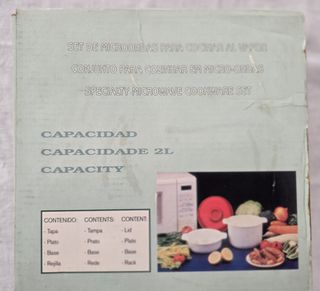 SET DE MICROONDAS PARA COCINAR AL VAPOR
CONJUNTO PARA COZINHAR EM MICRO-ONDAS
SPECIALTY MICROWAVE COOKWARE SET
CAPACIDAD
CAPACIDADE 2L
CAPACITY
CONTENIDO: CONTENTS: CONTENT:
- Tapa - Tampa - Lid
- Plato - Prato - Plate
- Base - Base - Base
- Rejilla - Rede - Rack